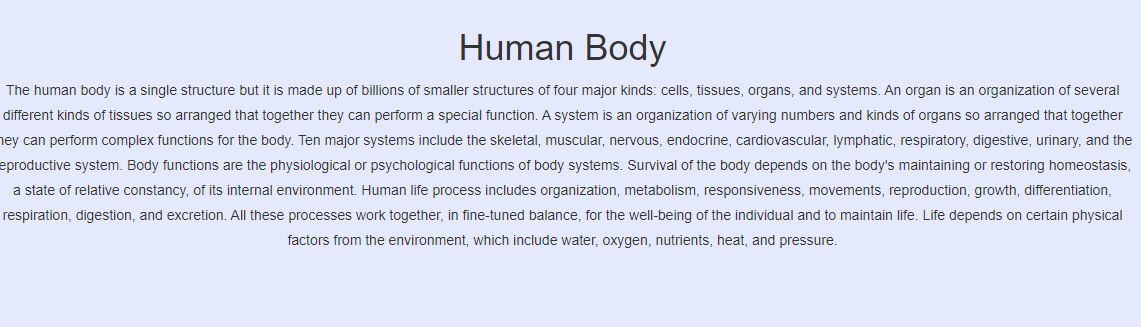 Human Body
The human body is a single structure but it is made up of billions of smaller structures of four major kinds: cells, tissues, organs, and systems. An organ is an organization of several
different kinds of tissues so arranged that together they can perform a special function. A system is an organization of varying numbers and kinds of organs so arranged that together
hey can perform complex functions for the body. Ten major systems include the skeletal, muscular, nervous, endocrine, cardiovascular, lymphatic, respiratory, digestive, urinary, and the
eproductive system. Body functions are the physiological or psychological functions of body systems. Survival of the body depends on the body's maintaining or restoring homeostasis,
a state of relative constancy, of its internal environment. Human life process includes organization, metabolism, responsiveness, movements, reproduction, growth, differentiation,
respiration, digestion, and excretion. All these processes work together, in fine-tuned balance, for the well-being of the individual and to maintain life. Life depends on certain physical
factors from the environment, which include water, oxygen, nutrients, heat, and pressure.